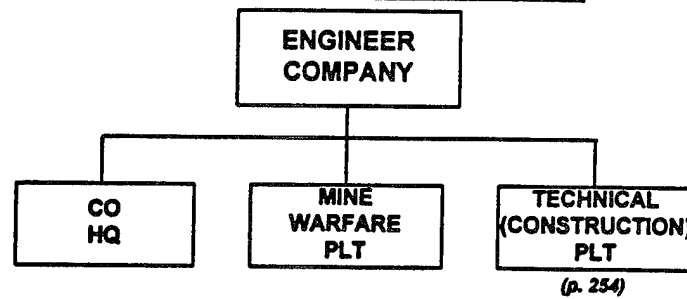 ENGINEER
COMPANY
CO
HQ
MINE
WARFARE
PLT
TECHNICAL
(CONSTRUCTION)
PLT
(p. 254)